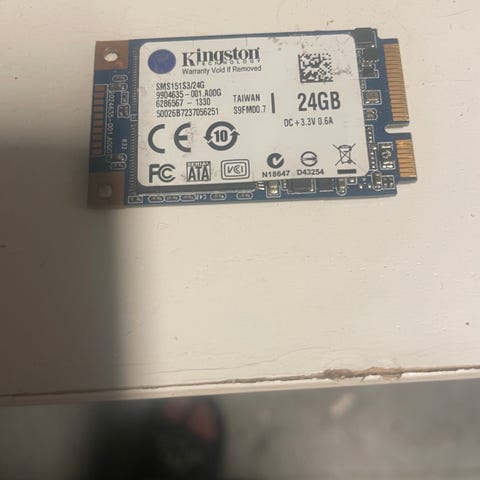 Kingston
TECHNOLOGY
Warranty Void If Removed
SMS151S3/24G
9904635-001.A00G
6286567 - 1330
50026B7237056251
TAIWAN
S9FM00.7
24GB
DC+3.3V 0.6A
CE
10
FC
SERIAL
ATA
VCI
N18647
D43254